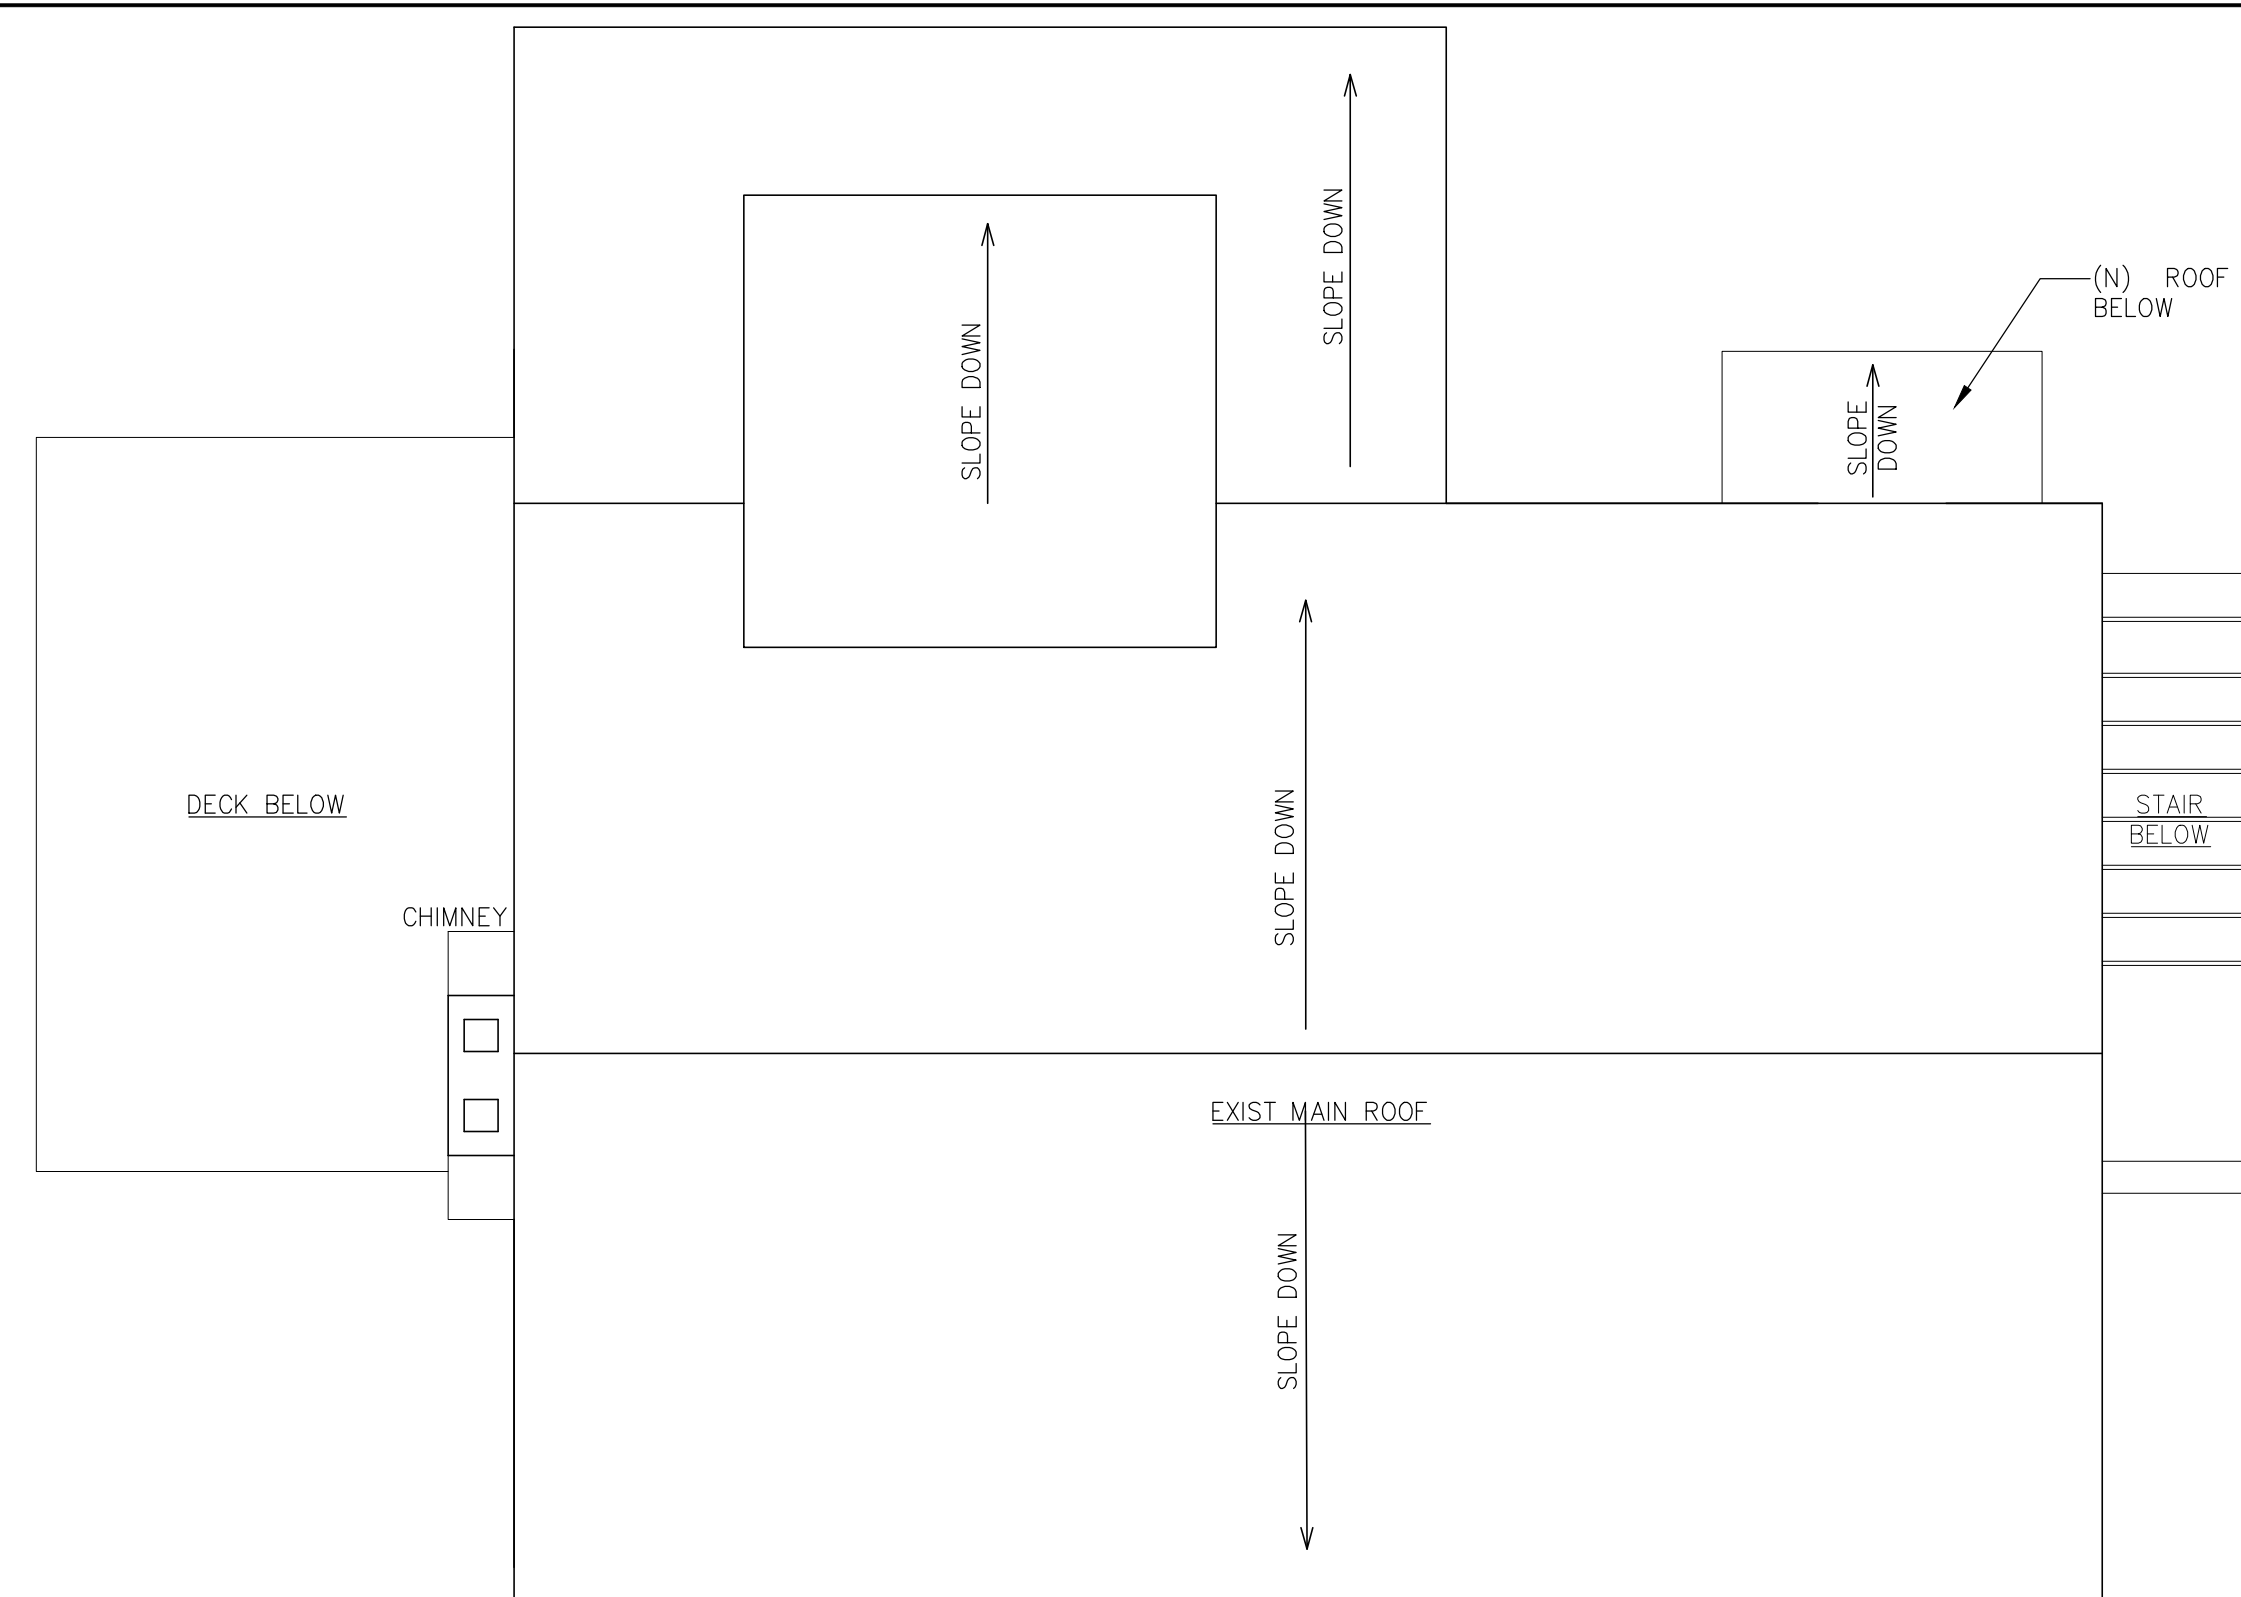 SLOPE DOWN
SLOPE DOWN
(N) ROOF
BELOW
SLOPE
DOWN
DECK BELOW
SLOPE DOWN
STAIR
BELOW
CHIMNEY
EXIST MAIN ROOF
SLOPE DOWN